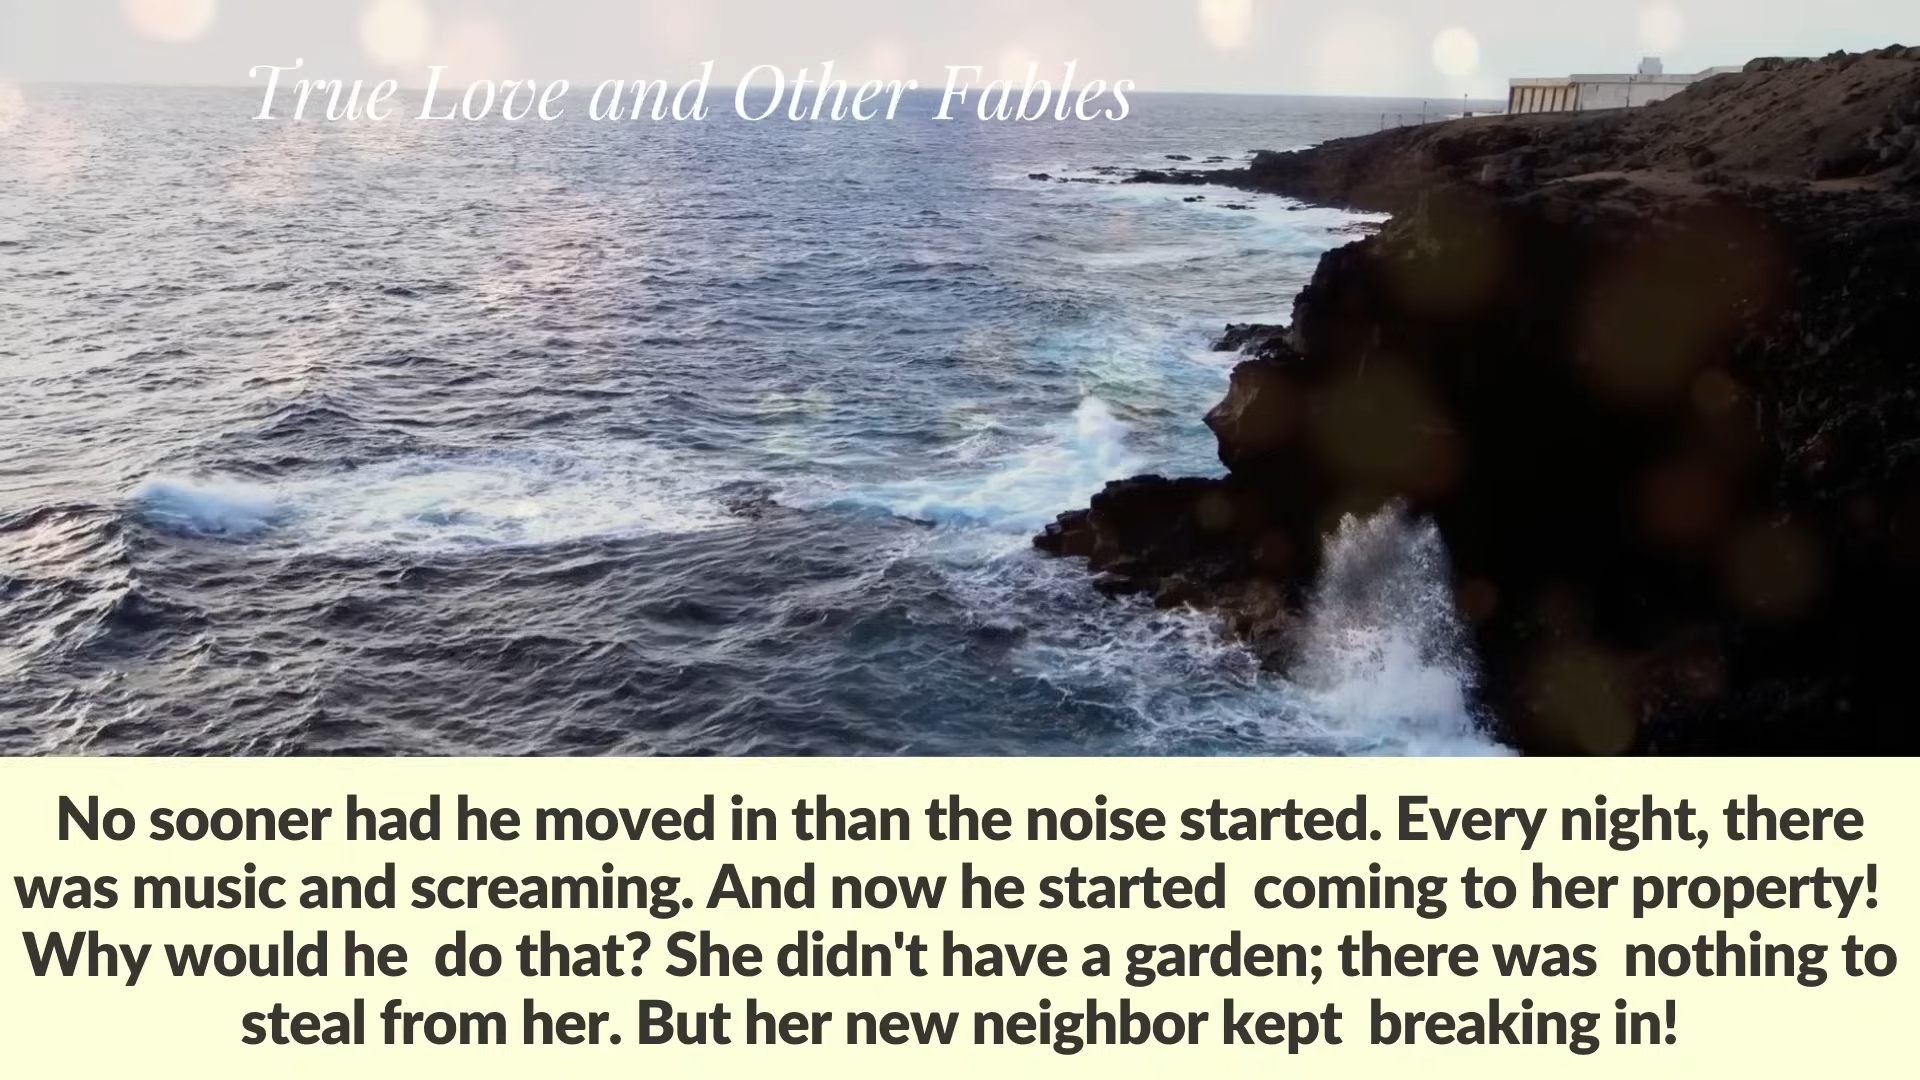 True Love and Other Fables
No sooner had he moved in than the noise started. Every night, there
was music and screaming. And now he started  coming to her property!
Why would he  do that? She didn't have a garden; there was  nothing to
steal from her. But her new neighbor kept  breaking in!